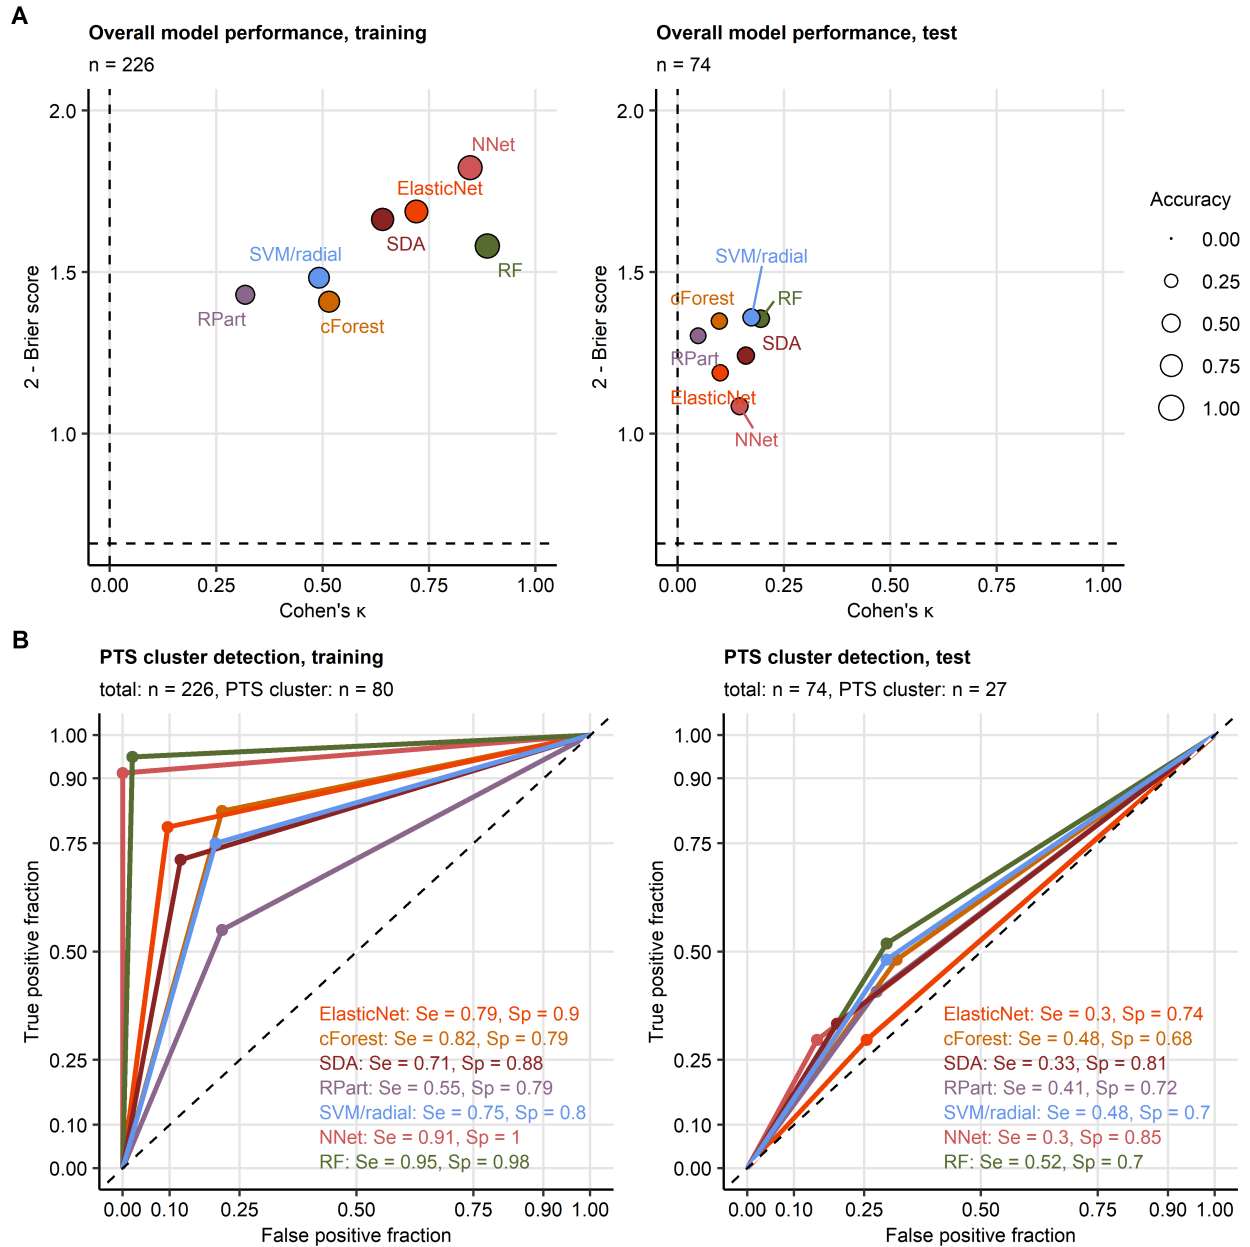 A
Overall model performance, training
n = 226
2.0
1.5
1.0
2 - Brier score
NNet
ElasticNet
SDA
RF
SVM/radial
RPart
cForest
0.00 0.25 0.50 0.75 1.00
Cohen's κ
Overall model performance, test
n = 74
2.0
1.5
1.0
2 - Brier score
SVM/radial
cForest
RF
SDA
RPart
ElasticNet
NNet
0.00 0.25 0.50 0.75 1.00
Cohen's κ
Accuracy
0.00
0.25
0.50
0.75
1.00
B
PTS cluster detection, training
total: n = 226, PTS cluster: n = 80
1.00
0.90
0.75
0.50
0.25
0.10
0.00
True positive fraction
ElasticNet: Se = 0.79, Sp = 0.9
cForest: Se = 0.82, Sp = 0.79
SDA: Se = 0.71, Sp = 0.88
RPart: Se = 0.55, Sp = 0.79
SVM/radial: Se = 0.75, Sp = 0.8
NNet: Se = 0.91, Sp = 1
RF: Se = 0.95, Sp = 0.98
0.00 0.10 0.25 0.50 0.75 0.90 1.00
False positive fraction
PTS cluster detection, test
total: n = 74, PTS cluster: n = 27
1.00
0.90
0.75
0.50
0.25
0.10
0.00
True positive fraction
ElasticNet: Se = 0.3, Sp = 0.74
cForest: Se = 0.48, Sp = 0.68
SDA: Se = 0.33, Sp = 0.81
RPart: Se = 0.41, Sp = 0.72
SVM/radial: Se = 0.48, Sp = 0.7
NNet: Se = 0.3, Sp = 0.85
RF: Se = 0.52, Sp = 0.7
0.00 0.10 0.25 0.50 0.75 0.90 1.00
False positive fraction